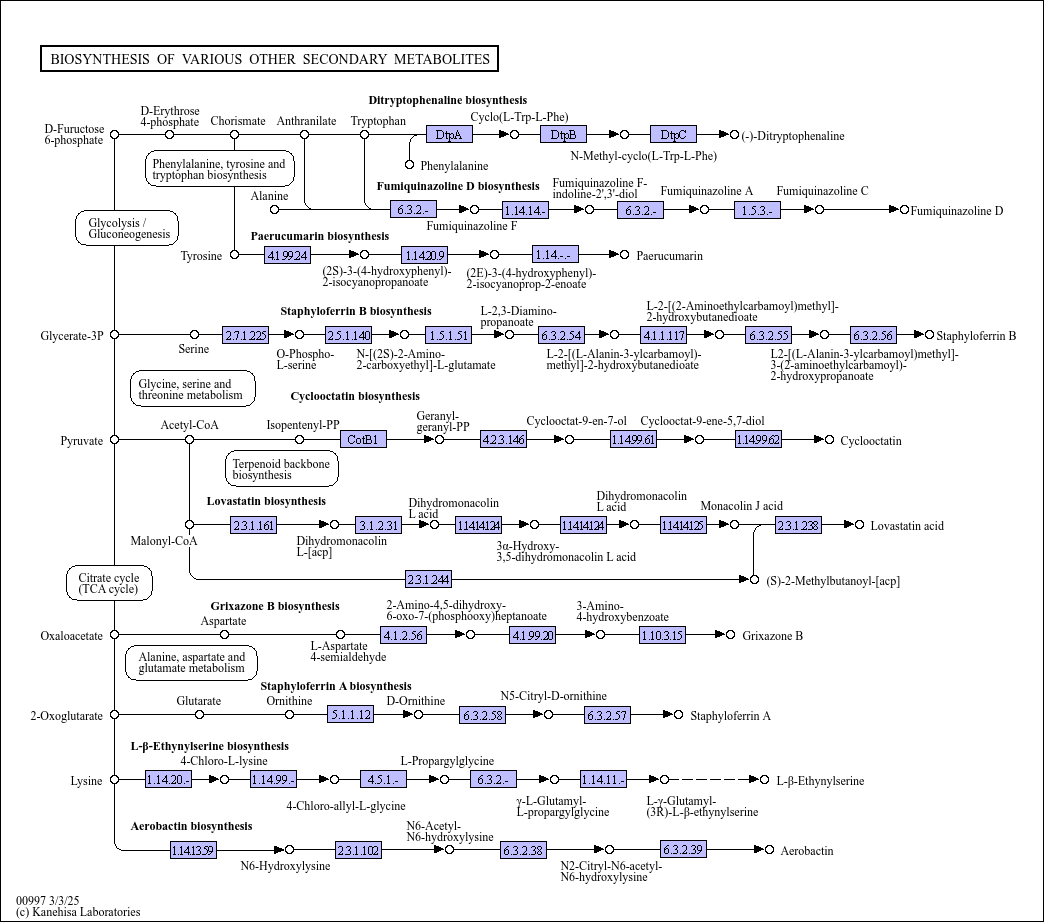 BIOSYNTHESIS OF VARIOUS OTHER SECONDARY METABOLITES
Ditryptophenaline biosynthesis
D-Fructose
6-phosphate
D-Erythrose
4-phosphate
Chorismate
Anthranilate
Tryptophan
DtpA
Cyclo(L-Trp-L-Phe)
DtpB
N-Methyl-cyclo(L-Trp-L-Phe)
DtpC
(-)-Ditryptophenaline
Phenylalanine
Phenylalanine, tyrosine and
tryptophan biosynthesis
Fumiquinazoline D biosynthesis
Alanine
6.3.2.-
Fumiquinazoline F
1.14.14.-
Fumiquinazoline F-
indoline-2',3'-diol
6.3.2.-
Fumiquinazoline A
1.5.3.-
Fumiquinazoline C
Fumiquinazoline D
Glycolysis /
Gluconeogenesis
Paerucumarin biosynthesis
Tyrosine
4.1.99.24
(2S)-3-(4-hydroxyphenyl)-
2-isocyanopropanoate
1.14.20.9
(2E)-3-(4-hydroxyphenyl)-
2-isocyanoprop-2-enoate
1.14.-.-
Paerucumarin
Staphyloferrin B biosynthesis
Glycerate-3P
Serine
2.7.1.225
O-Phospho-
L-serine
2.5.1.140
N-[(2S)-2-Amino-
2-carboxyethyl]-L-glutamate
1.5.1.51
L-2,3-Diamino-
propanoate
6.3.2.54
L-2-[(L-Alanin-3-ylcarbamoyl)-
methyl]-2-hydroxybutanedioate
4.1.1.117
L-2-[(2-Aminoethylcarbamoyl)methyl]-
2-hydroxybutanedioate
6.3.2.55
L2-[(L-Alanin-3-ylcarbamoyl)methyl]-
3-(2-aminoethylcarbamoyl)-
2-hydroxypropanoate
6.3.2.56
Staphyloferrin B
Glycine, serine and
threonine metabolism
Cyclooctatin biosynthesis
Pyruvate
Acetyl-CoA
Isopentenyl-PP
CotB1
Geranyl-
geranyl-PP
4.2.3.146
Cyclooctat-9-en-7-ol
1.14.99.61
Cyclooctat-9-ene-5,7-diol
1.14.99.62
Cyclooctatin
Terpenoid backbone
biosynthesis
Lovastatin biosynthesis
Malonyl-CoA
2.3.1.161
Dihydromonacolin
L-[acp]
3.1.2.31
Dihydromonacolin
L acid
1.14.14.124
3α-Hydroxy-
3,5-dihydromonacolin L acid
1.14.14.124
Dihydromonacolin
L acid
1.14.14.125
Monacolin J acid
2.3.1.238
Lovastatin acid
2.3.1.244
(S)-2-Methylbutanoyl-[acp]
Citrate cycle
(TCA cycle)
Grixazone B biosynthesis
Oxaloacetate
Aspartate
L-Aspartate
4-semialdehyde
4.1.2.56
2-Amino-4,5-dihydroxy-
6-oxo-7-(phosphooxy)heptanoate
4.1.99.20
3-Amino-
4-hydroxybenzoate
1.10.3.15
Grixazone B
Alanine, aspartate and
glutamate metabolism
Staphyloferrin A biosynthesis
2-Oxoglutarate
Glutarate
Ornithine
5.1.1.12
D-Ornithine
6.3.2.58
N5-Citryl-D-ornithine
6.3.2.57
Staphyloferrin A
L-β-Ethynylserine biosynthesis
Lysine
1.14.20.-
4-Chloro-L-lysine
1.14.99.-
4-Chloro-allyl-L-glycine
4.5.1.-
L-Propargylglycine
6.3.2.-
γ-L-Glutamyl-
L-propargylglycine
1.14.11.-
L-γ-Glutamyl-
(3R)-L-β-ethynylserine
L-β-Ethynylserine
Aerobactin biosynthesis
1.14.13.59
N6-Hydroxylysine
2.3.1.102
N6-Acetyl-
N6-hydroxylysine
6.3.2.38
N2-Citryl-N6-acetyl-
N6-hydroxylysine
6.3.2.39
Aerobactin
00997 3/3/25
(c) Kanehisa Laboratories